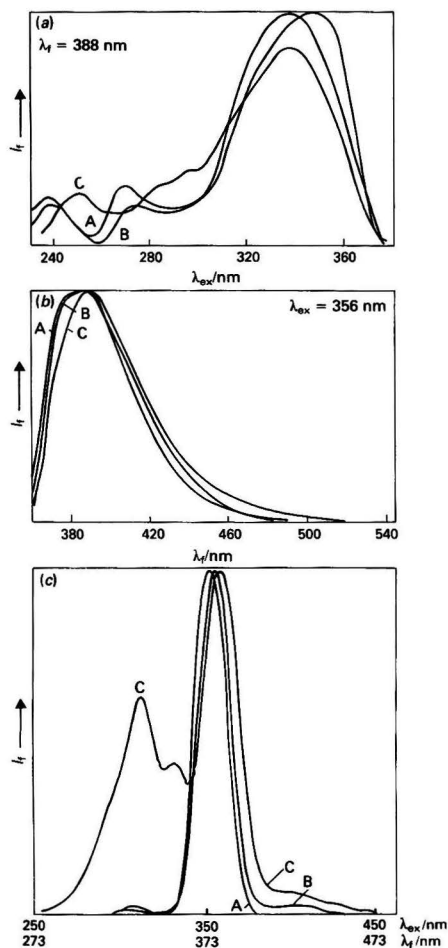 (a)
λf = 388 nm
If
C
A
B
240
280
320
360
λex/nm
(b)
λex = 356 nm
A
B
C
If
380
420
460
500
540
λf/nm
(c)
C
If
C
B
A
250
350
450
λex/nm
273
373
473
λf/nm